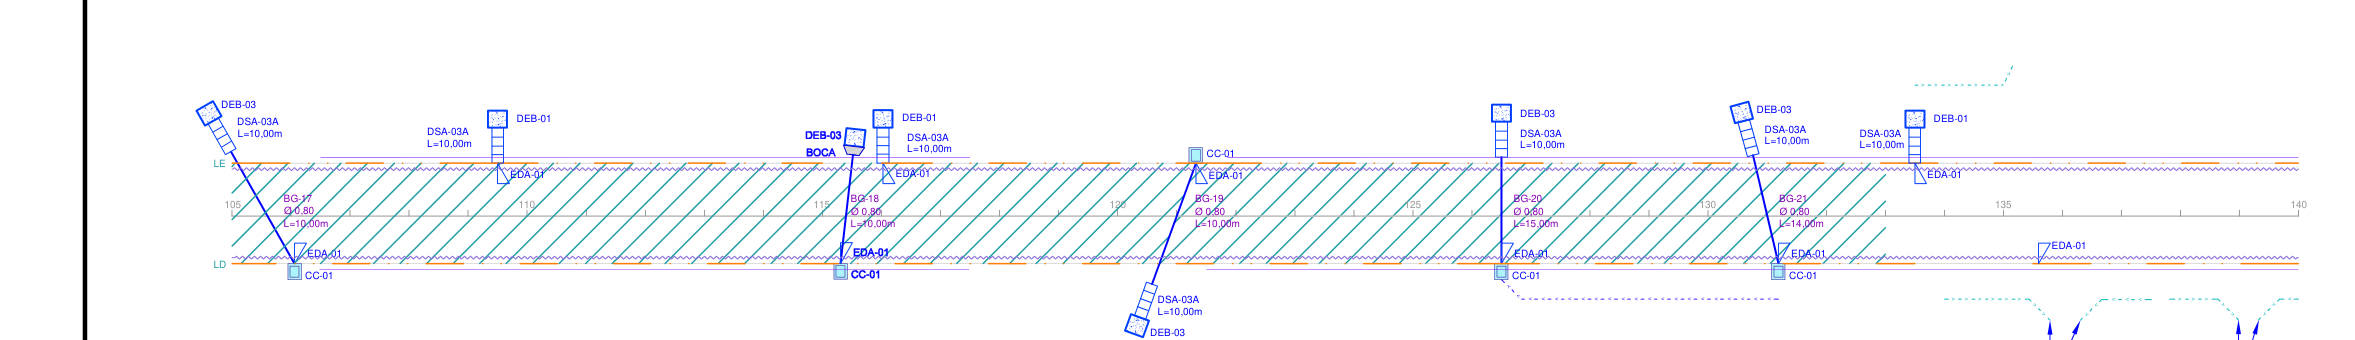 DEB-03
DSA-03A
L=10,00m
DEB-01
DSA-03A
L=10,00m
DEB-03
BOCA
DEB-01
DSA-03A
L=10,00m
CC-01
DEB-03
DSA-03A
L=10,00m
DEB-03
DSA-03A
L=10,00m
DEB-01
DSA-03A
L=10,00m
LE
EDA-01
EDA-01
EDA-01
EDA-01
105
BG-17
Ø 0,80
L=10,00m
110
115
BG-18
Ø 0,80
L=10,00m
120
BG-19
Ø 0,80
L=10,00m
125
BG-20
Ø 0,80
L=15,00m
130
BG-21
Ø 0,80
L=14,00m
135
140
LD
EDA-01
CC-01
EDA-01
CC-01
EDA-01
CC-01
EDA-01
CC-01
EDA-01
DSA-03A
L=10,00m
DEB-03